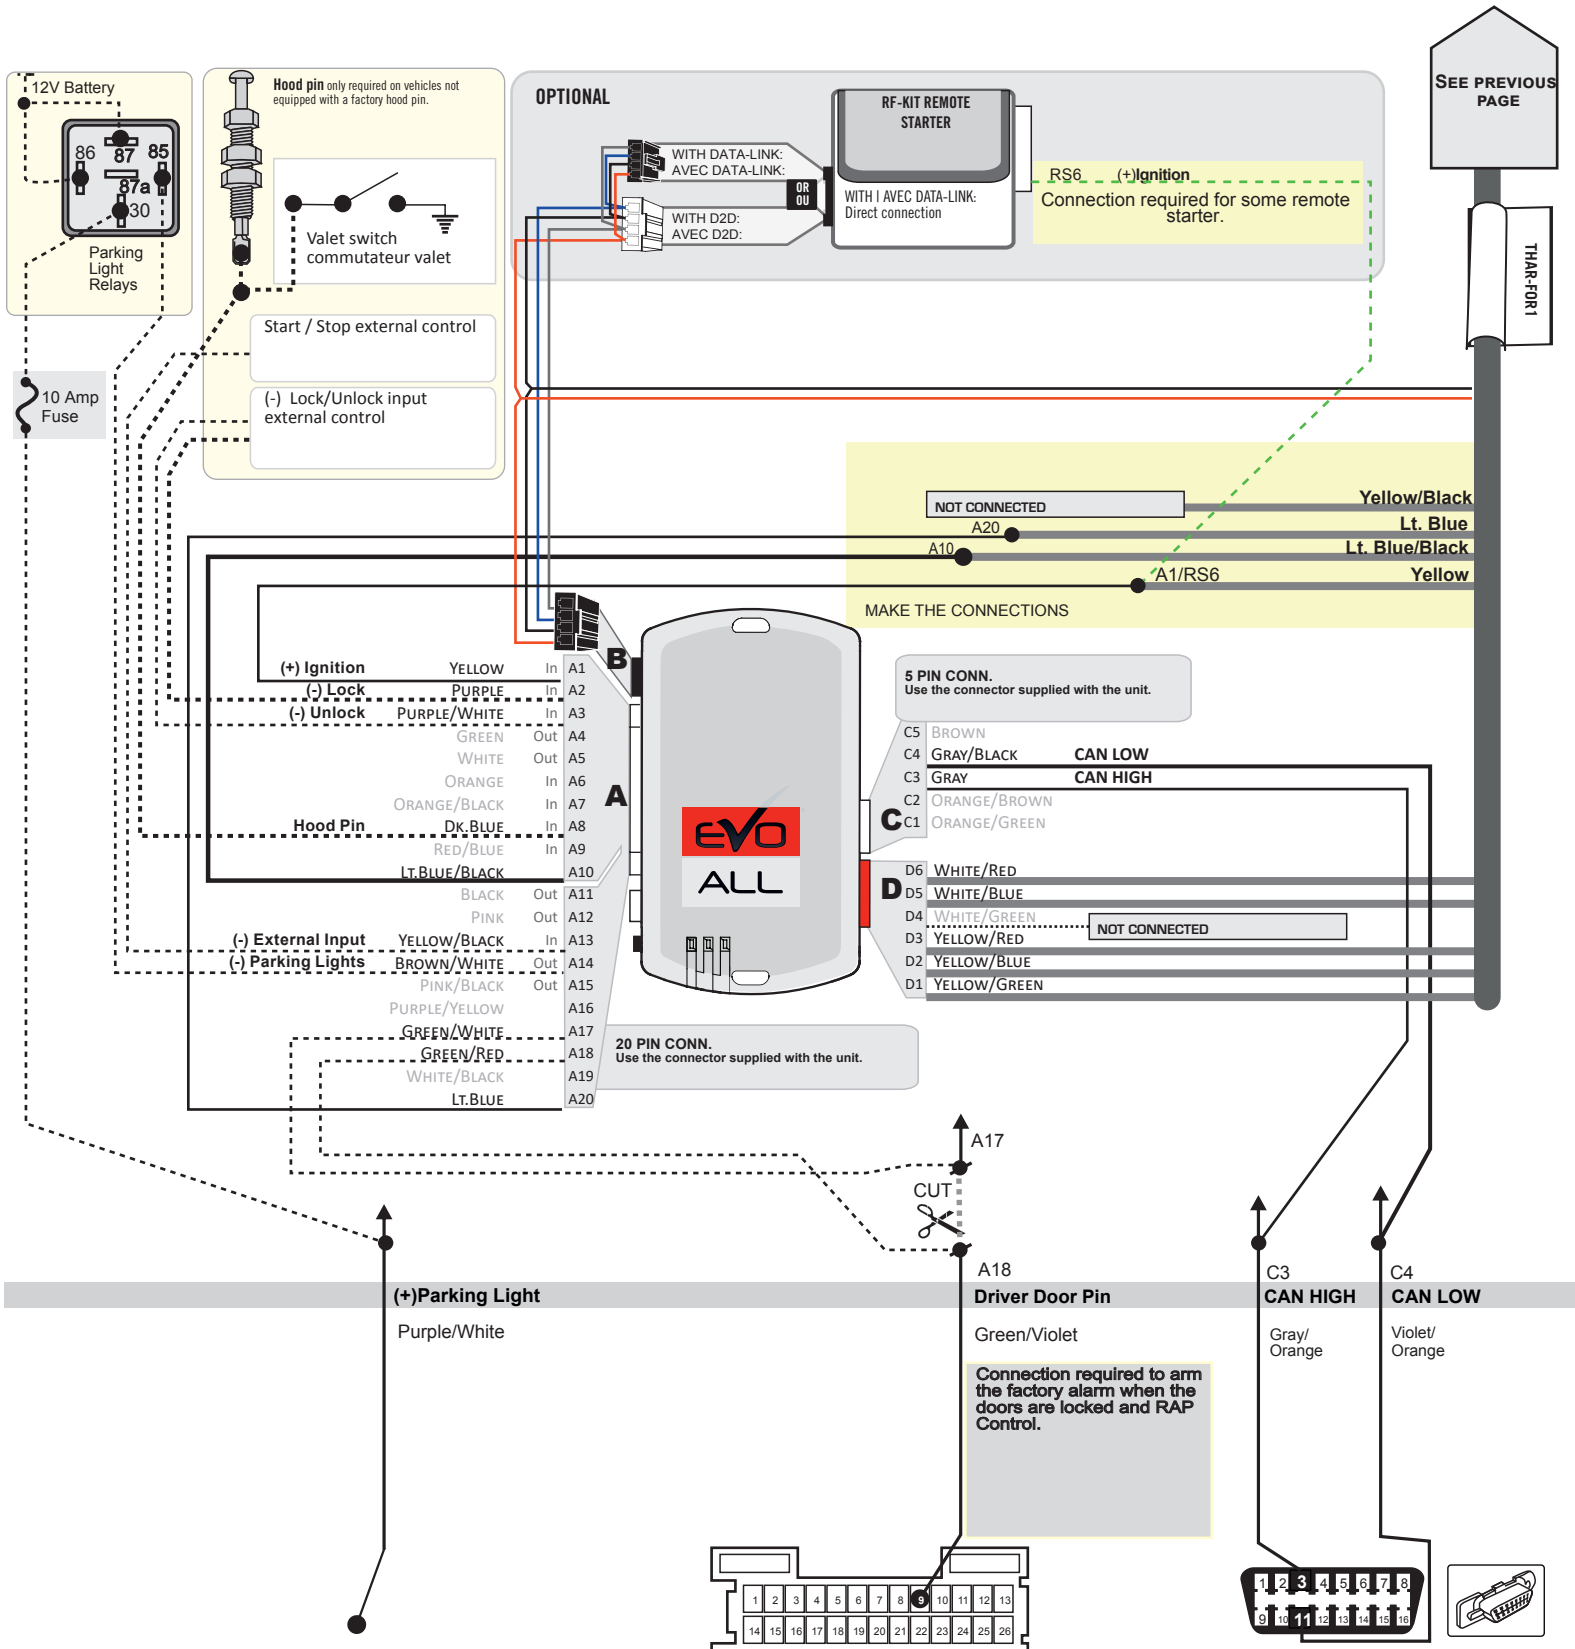 12V Battery
86
87
85
87a
30
Parking
Light
Relays
10 Amp
Fuse
Hood pin only required on vehicles not
equipped with a factory hood pin.
Valet switch
commutateur valet
Start / Stop external control
(-) Lock/Unlock input
external control
OPTIONAL
WITH DATA-LINK:
AVEC DATA-LINK:
OR
OU
WITH D2D:
AVEC D2D:
RF-KIT REMOTE
STARTER
WITH | AVEC DATA-LINK:
Direct connection
RS6 (+)Ignition
Connection required for some remote
starter.
SEE PREVIOUS
PAGE
THAR-FOR1
NOT CONNECTED
Yellow/Black
A20
Lt. Blue
A10
Lt. Blue/Black
A1/RS6
Yellow
MAKE THE CONNECTIONS
B
A
C
D
(+) Ignition YELLOW In A1
(-) Lock PURPLE In A2
(-) Unlock PURPLE/WHITE In A3
GREEN Out A4
WHITE Out A5
ORANGE In A6
ORANGE/BLACK In A7
Hood Pin DK.BLUE In A8
RED/BLUE In A9
LT.BLUE/BLACK A10
BLACK Out A11
PINK Out A12
(-) External Input YELLOW/BLACK In A13
(-) Parking Lights BROWN/WHITE Out A14
PINK/BLACK Out A15
PURPLE/YELLOW A16
GREEN/WHITE A17
GREEN/RED A18
WHITE/BLACK A19
LT.BLUE A20
EVO
ALL
5 PIN CONN.
Use the connector supplied with the unit.
C5 BROWN
C4 GRAY/BLACK CAN LOW
C3 GRAY CAN HIGH
C2 ORANGE/BROWN
C1 ORANGE/GREEN
D6 WHITE/RED
D5 WHITE/BLUE
D4 WHITE/GREEN
NOT CONNECTED
D3 YELLOW/RED
D2 YELLOW/BLUE
D1 YELLOW/GREEN
20 PIN CONN.
Use the connector supplied with the unit.
A17
CUT
A18
C3
C4
(+)Parking Light
Driver Door Pin
CAN HIGH
CAN LOW
Purple/White
Green/Violet
Gray/
Orange
Violet/
Orange
Connection required to arm
the factory alarm when the
doors are locked and RAP
Control.
1 2 3 4 5 6 7 8 9 10 11 12 13
14 15 16 17 18 19 20 21 22 23 24 25 26
1 2 3 4 5 6 7 8
9 10 11 12 13 14 15 16